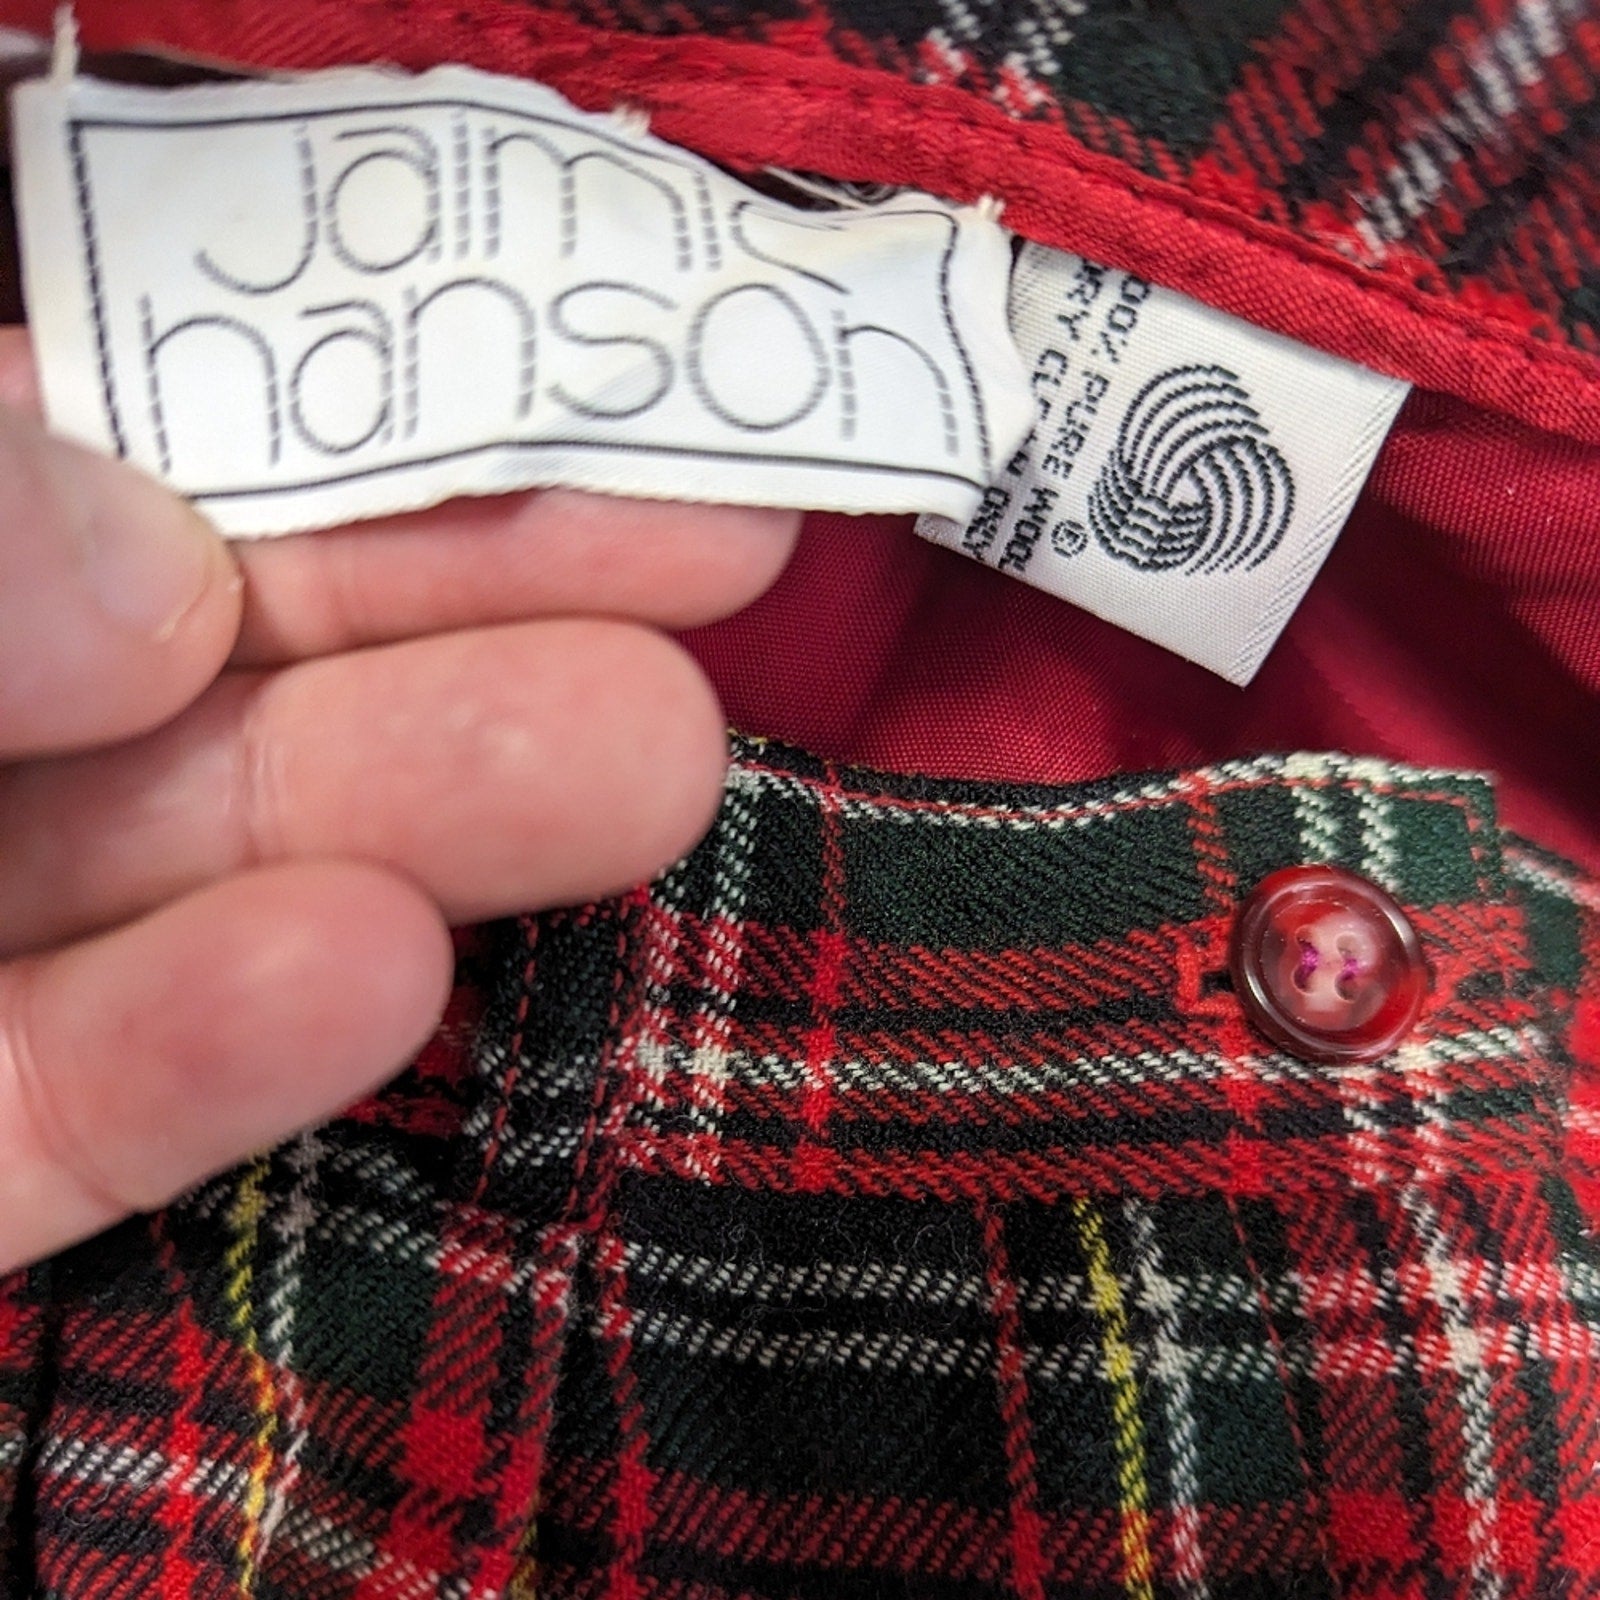 jaimie
hanson
100% PURE WOOL
DRY CLEAN ONLY